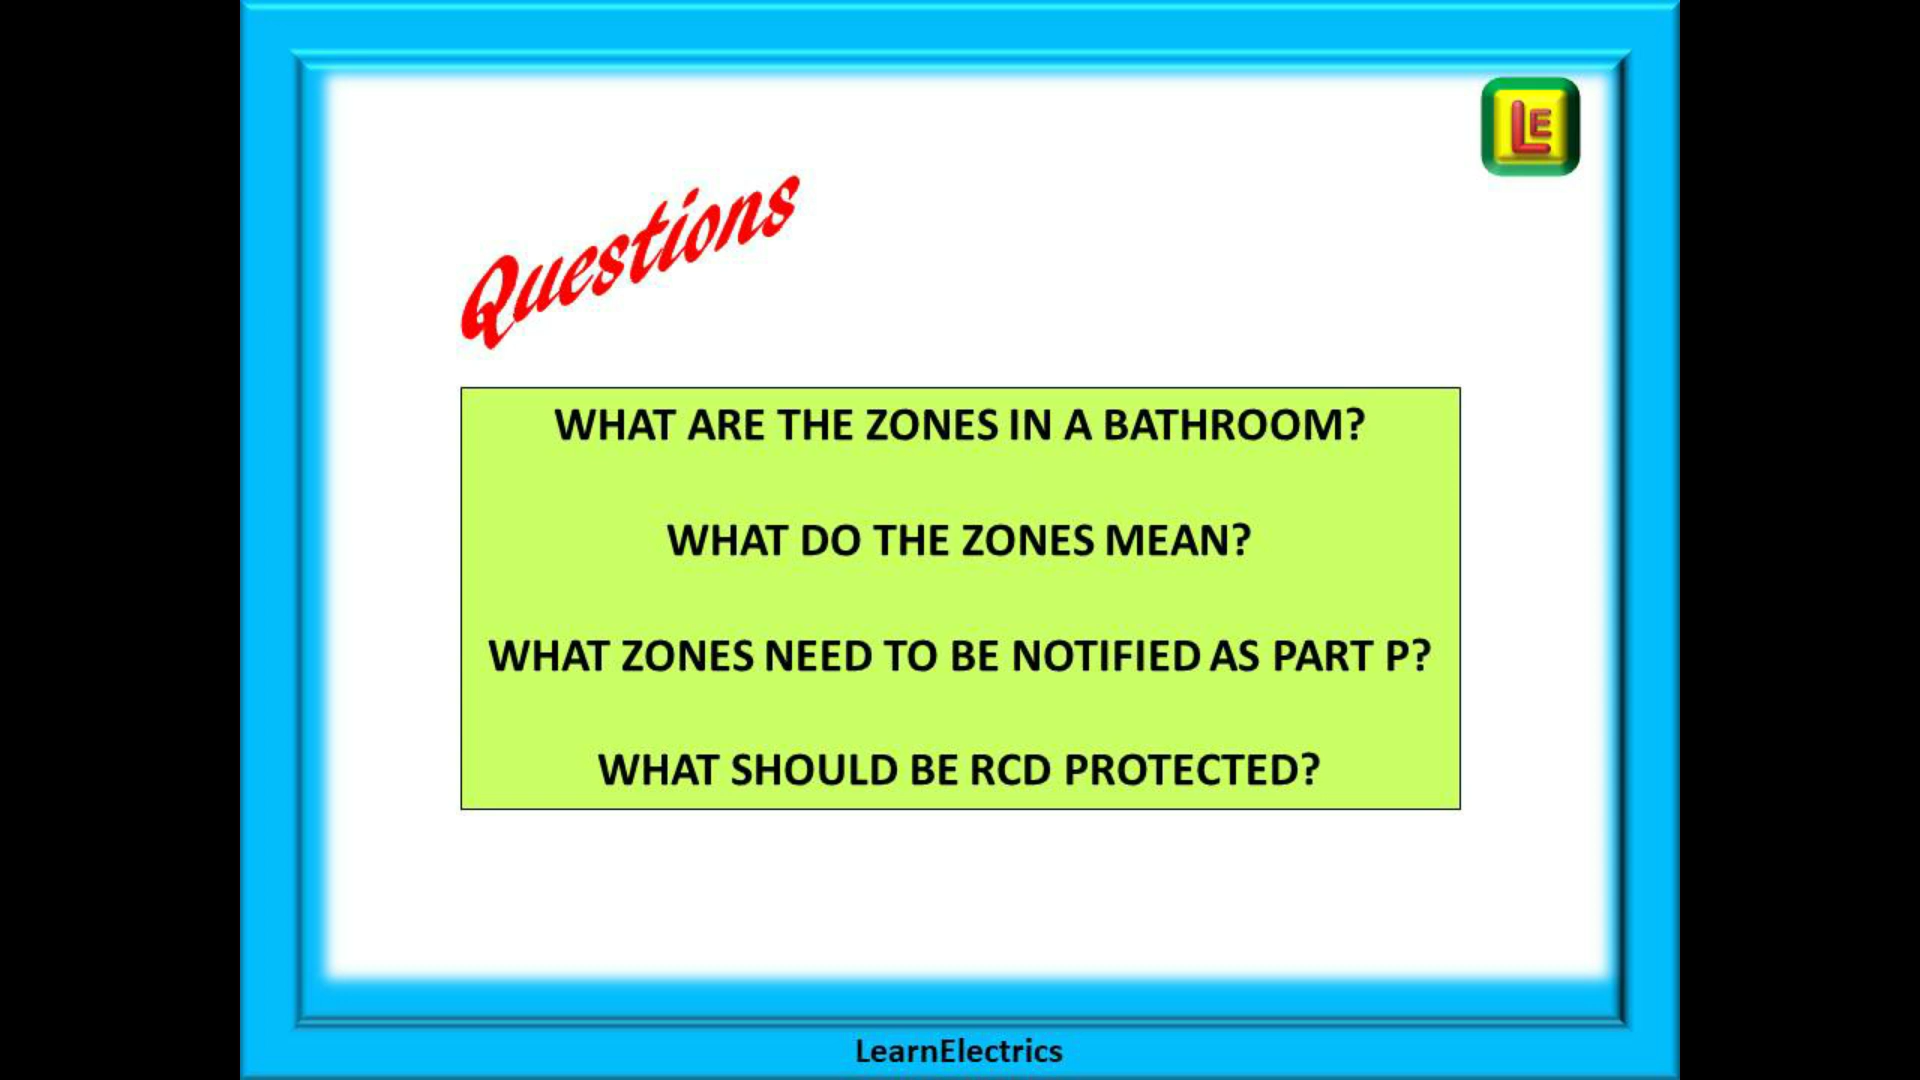 LE
Questions
WHAT ARE THE ZONES IN A BATHROOM?
WHAT DO THE ZONES MEAN?
WHAT ZONES NEED TO BE NOTIFIED AS PART P?
WHAT SHOULD BE RCD PROTECTED?
LearnElectrics